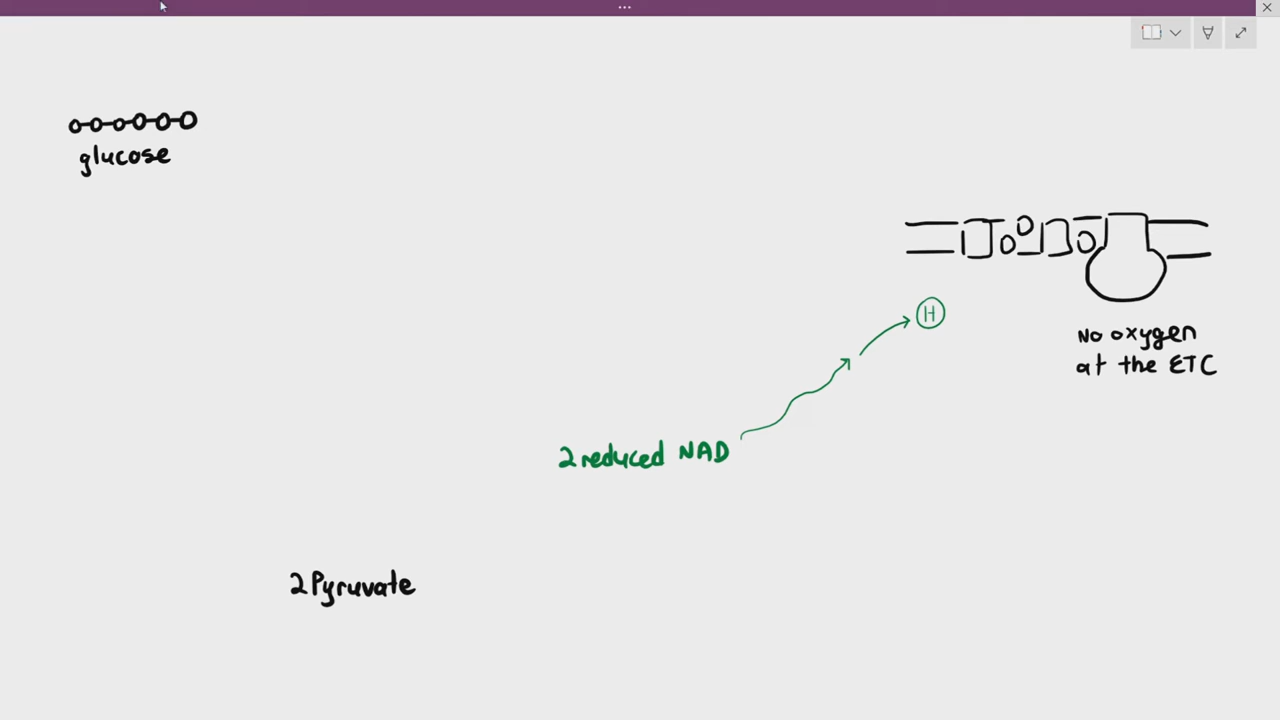 glucose
No oxygen
at the ETC
H
2 reduced NAD
2 Pyruvate